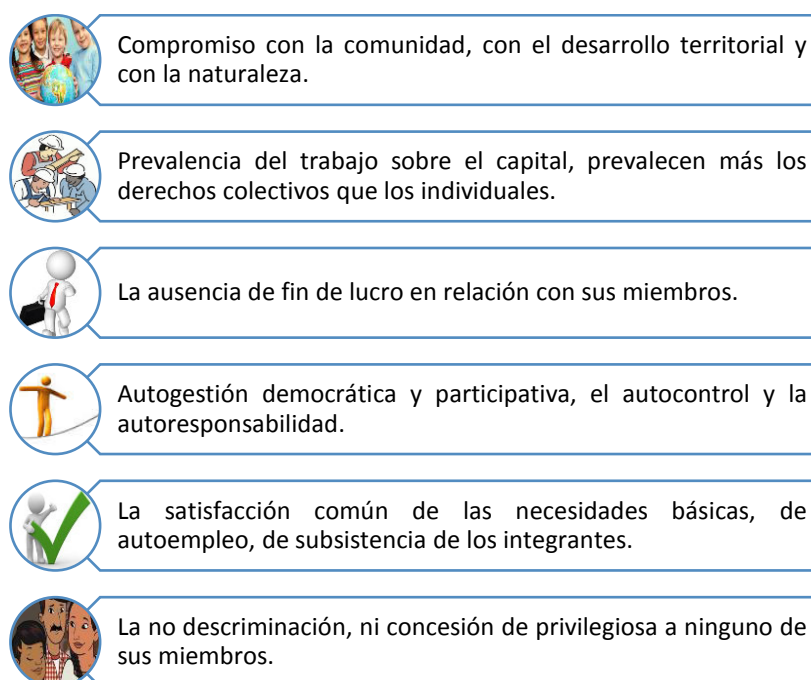 Compromiso con la comunidad, con el desarrollo territorial y
con la naturaleza.
Prevalencia del trabajo sobre el capital, prevalecen más los
derechos colectivos que los individuales.
La ausencia de fin de lucro en relación con sus miembros.
Autogestión democrática y participativa, el autocontrol y la
autoresponsabilidad.
La satisfacción común de las necesidades básicas, de
autoempleo, de subsistencia de los integrantes.
La no descriminación, ni concesión de privilegiosa a ninguno de
sus miembros.